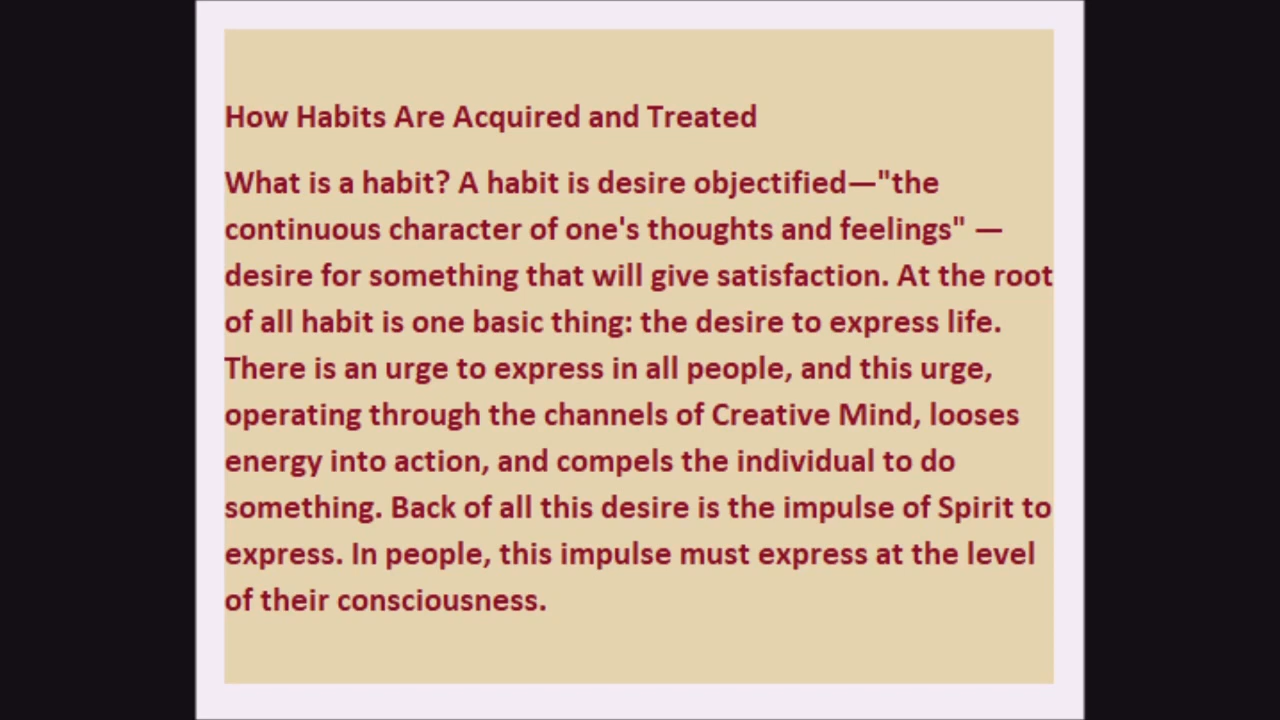 How Habits Are Acquired and Treated
What is a habit? A habit is desire objectified—"the
continuous character of one's thoughts and feelings" —
desire for something that will give satisfaction. At the root
of all habit is one basic thing: the desire to express life.
There is an urge to express in all people, and this urge,
operating through the channels of Creative Mind, looses
energy into action, and compels the individual to do
something. Back of all this desire is the impulse of Spirit to
express. In people, this impulse must express at the level
of their consciousness.